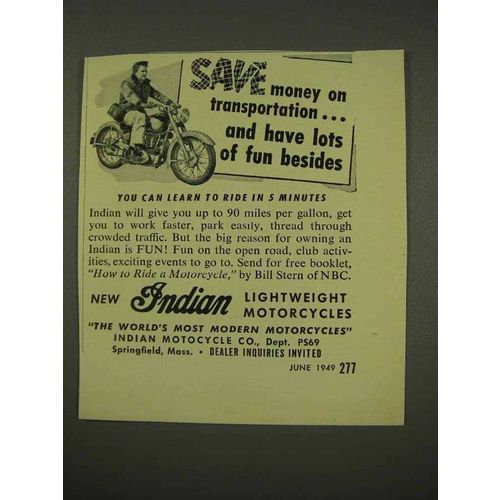 SAVE money on
transportation...
and have lots
of fun besides
YOU CAN LEARN TO RIDE IN 5 MINUTES
Indian will give you up to 90 miles per gallon, get
you to work faster, park easily, thread through
crowded traffic. But the big reason for owning an
Indian is FUN! Fun on the open road, club activ-
ities, exciting events to go to. Send for free booklet,
"How to Ride a Motorcycle," by Bill Stern of NBC.
NEW Indian LIGHTWEIGHT
MOTORCYCLES
"THE WORLD'S MOST MODERN MOTORCYCLES"
INDIAN MOTOCYCLE CO., Dept. PS69
Springfield, Mass. • DEALER INQUIRIES INVITED
JUNE 1949 277